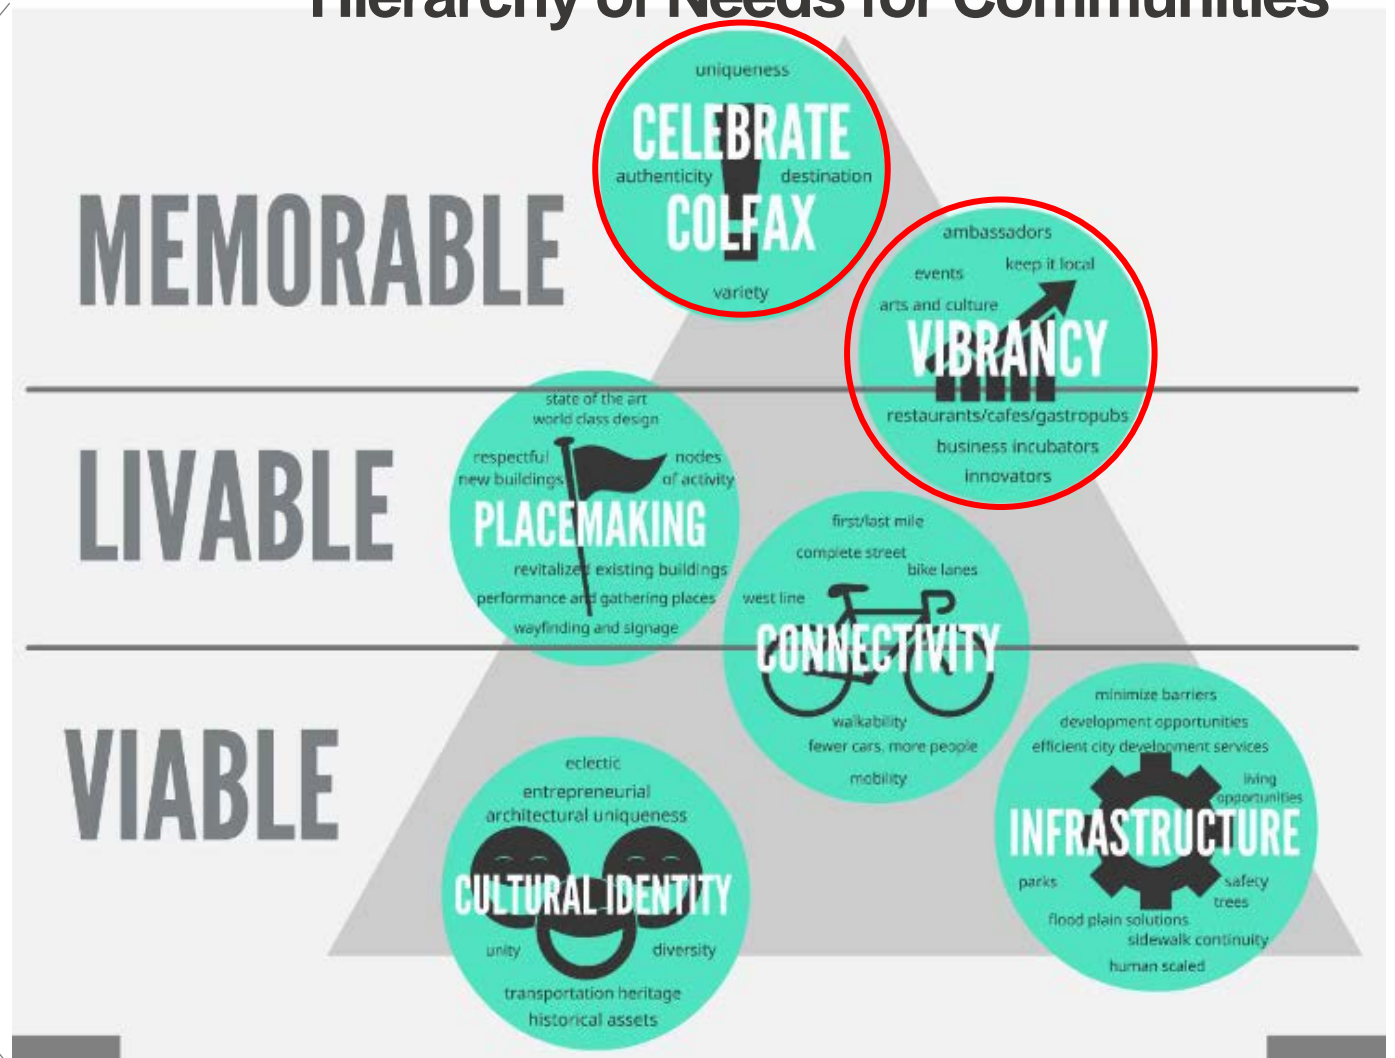 Hierarchy of Needs for Communities
MEMORABLE
uniqueness
CELEBRATE
authenticity destination
COLFAX
variety
ambassadors
keep it local
events
arts and culture
VIBRANCY
restaurants/cafes/gastropubs
business incubators
innovators
LIVABLE
state of the art
world class design
respectful
new buildings
nodes
of activity
PLACEMAKING
revitalized existing buildings
performance and gathering places
wayfinding and signage
first/last mile
complete street
bike lanes
west line
CONNECTIVITY
walkability
fewer cars, more people
mobility
VIABLE
eclectic
entrepreneurial
architectural uniqueness
CULTURAL IDENTITY
unity diversity
transportation heritage
historical assets
minimize barriers
development opportunities
efficient city development services
living
opportunities
INFRASTRUCTURE
parks
safety
trees
flood plain solutions
sidewalk continuity
human scaled